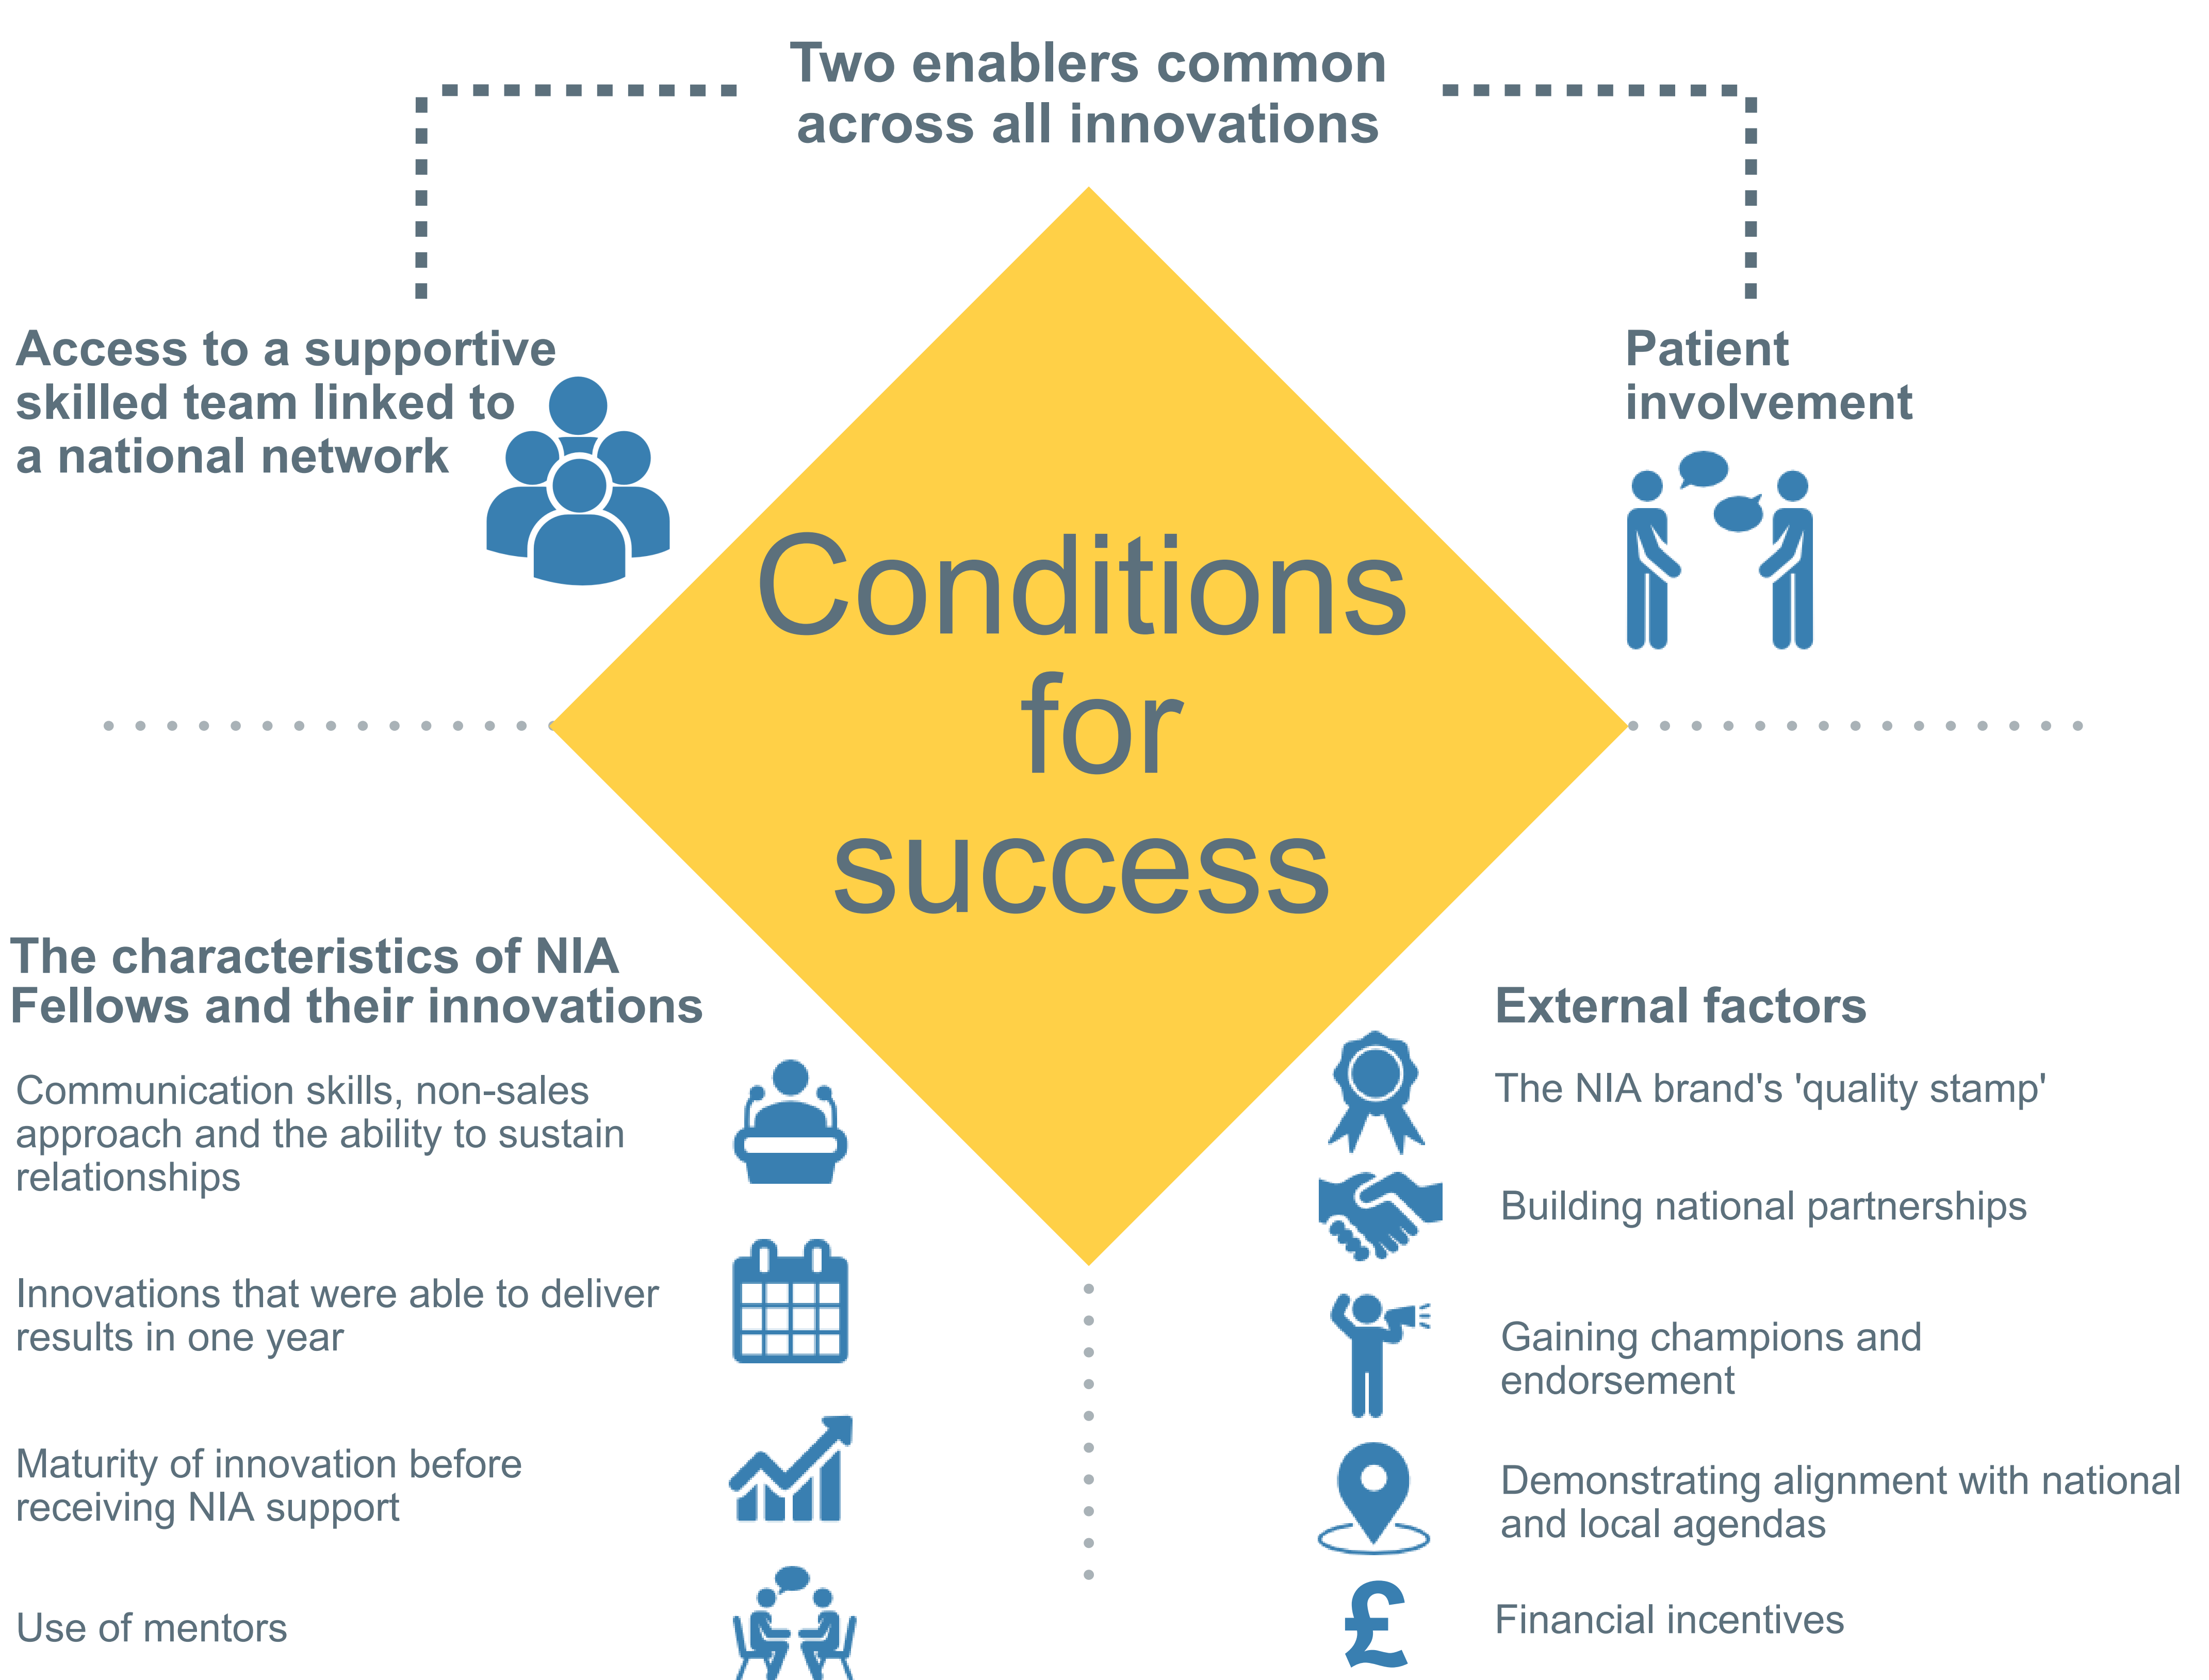 Two enablers common
across all innovations
Access to a supportive
skilled team linked to
a national network
Patient
involvement
Conditions
for
success
The characteristics of NIA
Fellows and their innovations
Communication skills, non-sales
approach and the ability to sustain
relationships
Innovations that were able to deliver
results in one year
Maturity of innovation before
receiving NIA support
Use of mentors
External factors
The NIA brand's 'quality stamp'
Building national partnerships
Gaining champions and
endorsement
Demonstrating alignment with national
and local agendas
£
Financial incentives